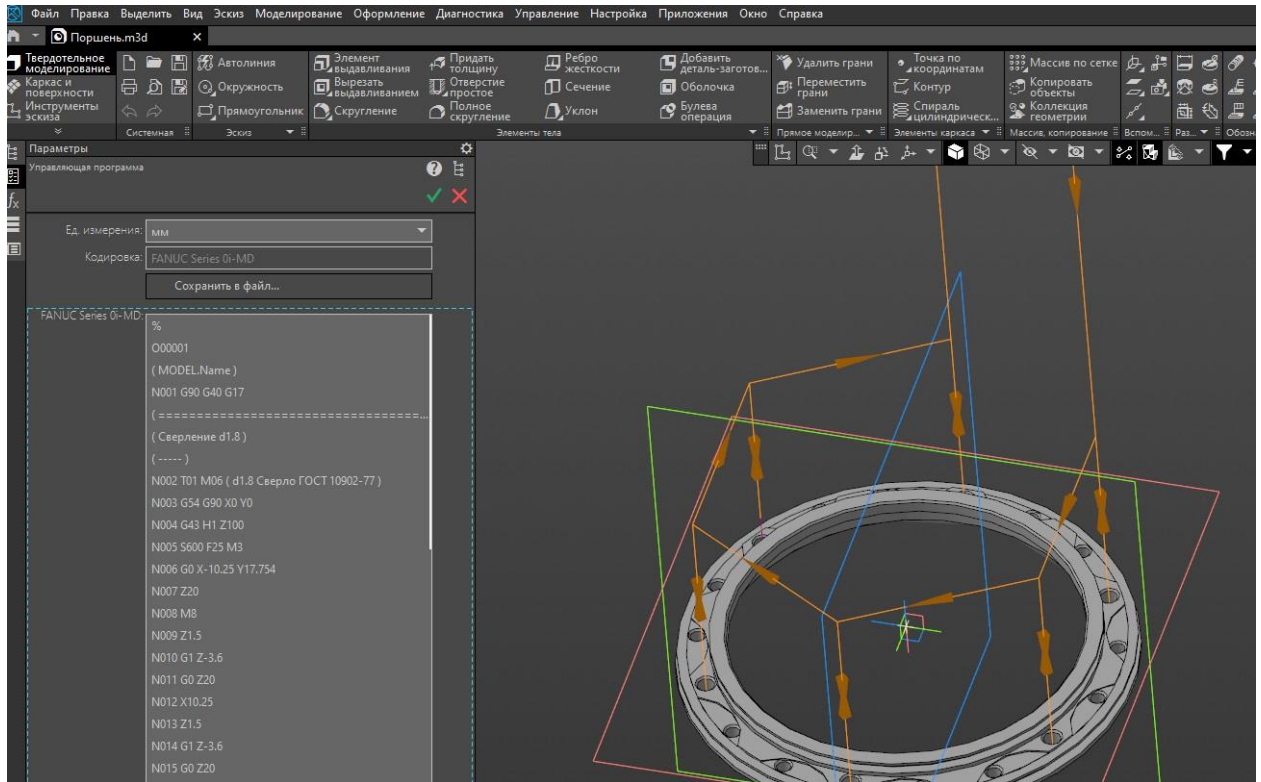 Файл Правка Выделить Вид Эскиз Моделирование Оформление Диагностика Управление Настройка Приложения Окно Справка
Поршень.m3d
Твердотельное моделирование
Каркас и поверхности
Инструменты эскиза
Системная
Автолиния
Окружность
Прямоугольник
Эскиз
Элемент выдавливания
Вырезать выдавливанием
Скругление
Придать толщину
Отверстие простое
Полное скругление
Ребро жесткости
Сечение
Уклон
Добавить деталь-заготов...
Оболочка
Булева операция
Элементы тела
Удалить грани
Переместить грани
Заменить грани
Прямое моделир...
Точка по координатам
Контур
Спираль цилиндрическ...
Элементы каркаса
Массив по сетке
Копировать объекты
Коллекция геометрии
Массив, копирование
Вспом...
Раз...
Параметры
Управляющая программа
Ед. измерения: мм
Кодировка: FANUC Series 0i-MD
Сохранить в файл...
FANUC Series 0i-MD:
%
O00001
( MODEL.Name )
N001 G90 G40 G17
( ==================================...
( Сверление d1.8 )
( ----- )
N002 T01 M06 ( d1.8 Сверло ГОСТ 10902-77 )
N003 G54 G90 X0 Y0
N004 G43 H1 Z100
N005 S600 F25 M3
N006 G0 X-10.25 Y17.754
N007 Z20
N008 M8
N009 Z1.5
N010 G1 Z-3.6
N011 G0 Z20
N012 X10.25
N013 Z1.5
N014 G1 Z-3.6
N015 G0 Z20